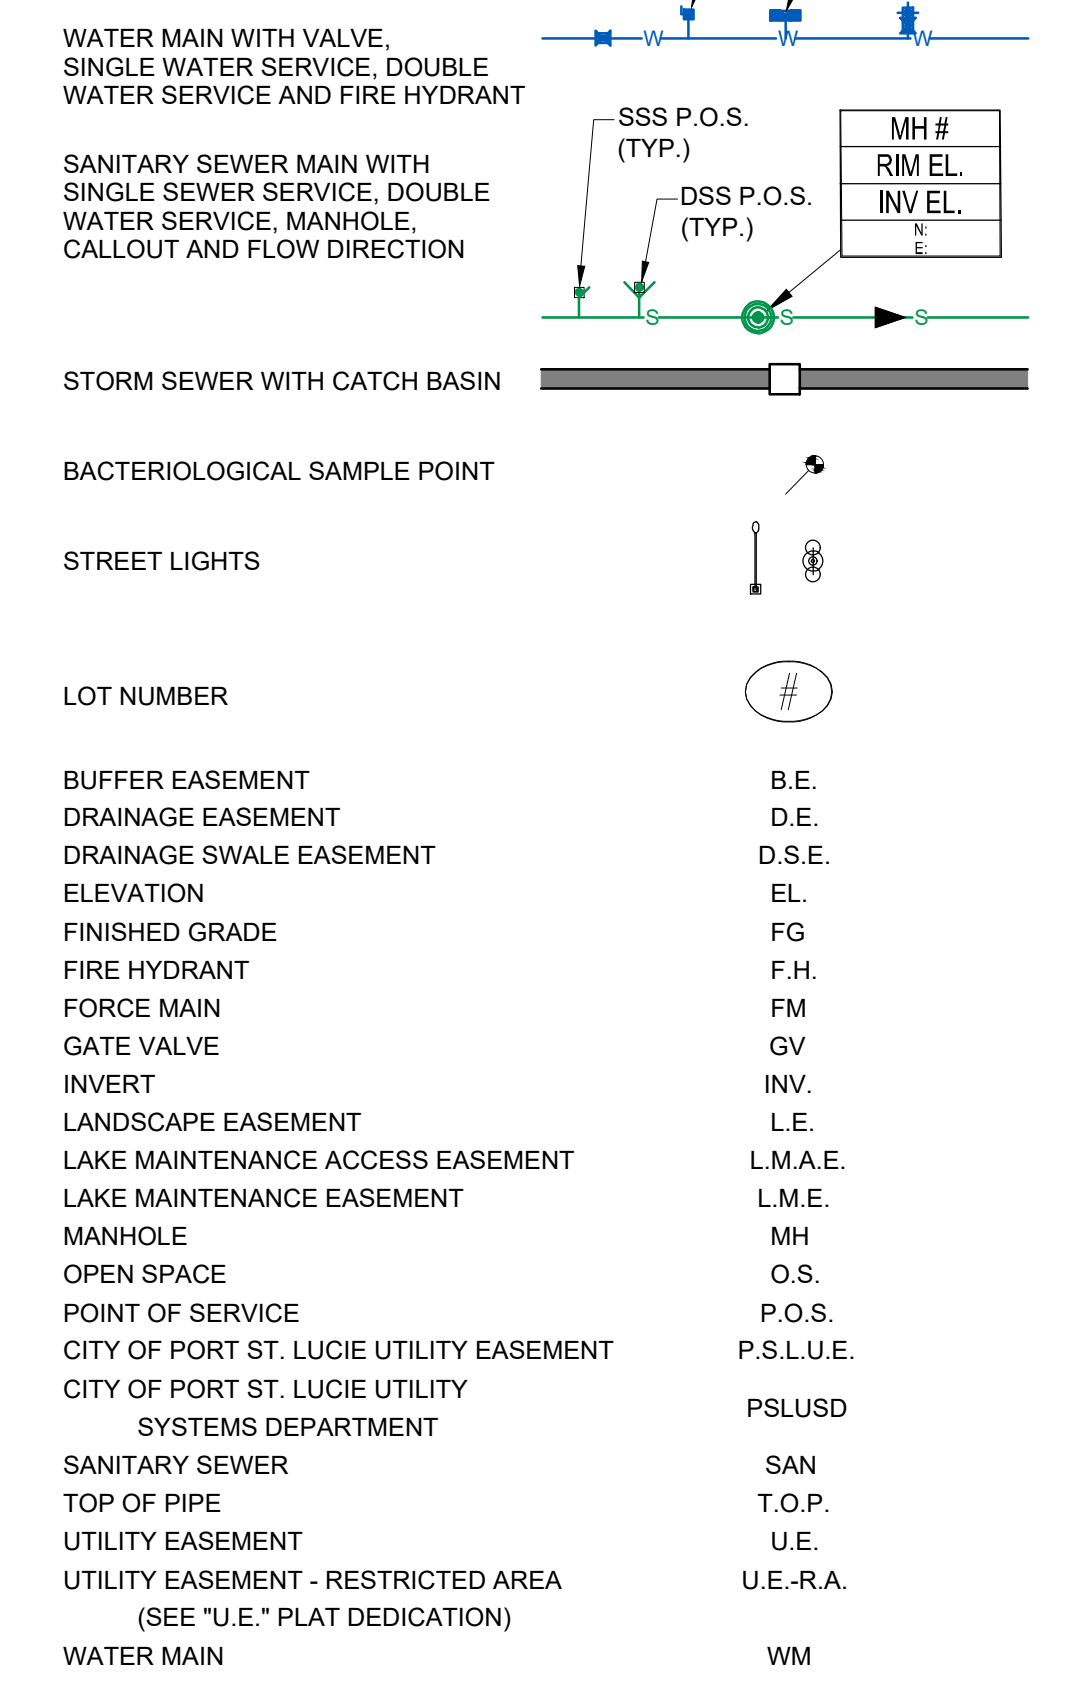 WATER MAIN WITH VALVE,
SINGLE WATER SERVICE, DOUBLE
WATER SERVICE AND FIRE HYDRANT
W W W
SANITARY SEWER MAIN WITH
SINGLE SEWER SERVICE, DOUBLE
WATER SERVICE, MANHOLE,
CALLOUT AND FLOW DIRECTION
SSS P.O.S.
(TYP.)
DSS P.O.S.
(TYP.)
MH #
RIM EL.
INV EL.
N:
E:
S S S
STORM SEWER WITH CATCH BASIN
BACTERIOLOGICAL SAMPLE POINT
STREET LIGHTS
LOT NUMBER #
BUFFER EASEMENT B.E.
DRAINAGE EASEMENT D.E.
DRAINAGE SWALE EASEMENT D.S.E.
ELEVATION EL.
FINISHED GRADE FG
FIRE HYDRANT F.H.
FORCE MAIN FM
GATE VALVE GV
INVERT INV.
LANDSCAPE EASEMENT L.E.
LAKE MAINTENANCE ACCESS EASEMENT L.M.A.E.
LAKE MAINTENANCE EASEMENT L.M.E.
MANHOLE MH
OPEN SPACE O.S.
POINT OF SERVICE P.O.S.
CITY OF PORT ST. LUCIE UTILITY EASEMENT P.S.L.U.E.
CITY OF PORT ST. LUCIE UTILITY
SYSTEMS DEPARTMENT PSLUSD
SANITARY SEWER SAN
TOP OF PIPE T.O.P.
UTILITY EASEMENT U.E.
UTILITY EASEMENT - RESTRICTED AREA U.E.-R.A.
(SEE "U.E." PLAT DEDICATION)
WATER MAIN WM